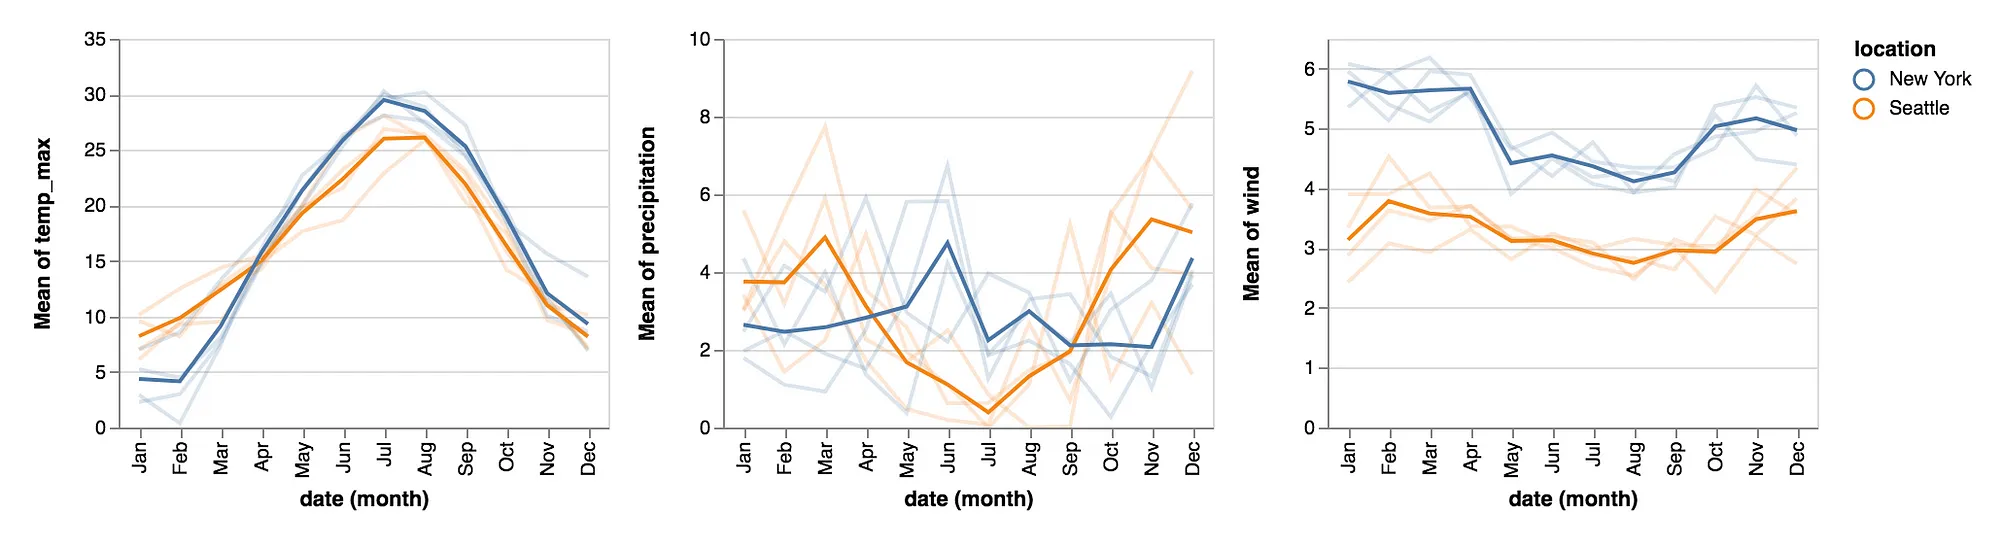 35
30
25
20
15
10
5
0
Mean of temp_max
Jan Feb Mar Apr May Jun Jul Aug Sep Oct Nov Dec
date (month)
10
8
6
4
2
0
Mean of precipitation
Jan Feb Mar Apr May Jun Jul Aug Sep Oct Nov Dec
date (month)
6
5
4
3
2
1
0
Mean of wind
Jan Feb Mar Apr May Jun Jul Aug Sep Oct Nov Dec
date (month)
location
New York
Seattle